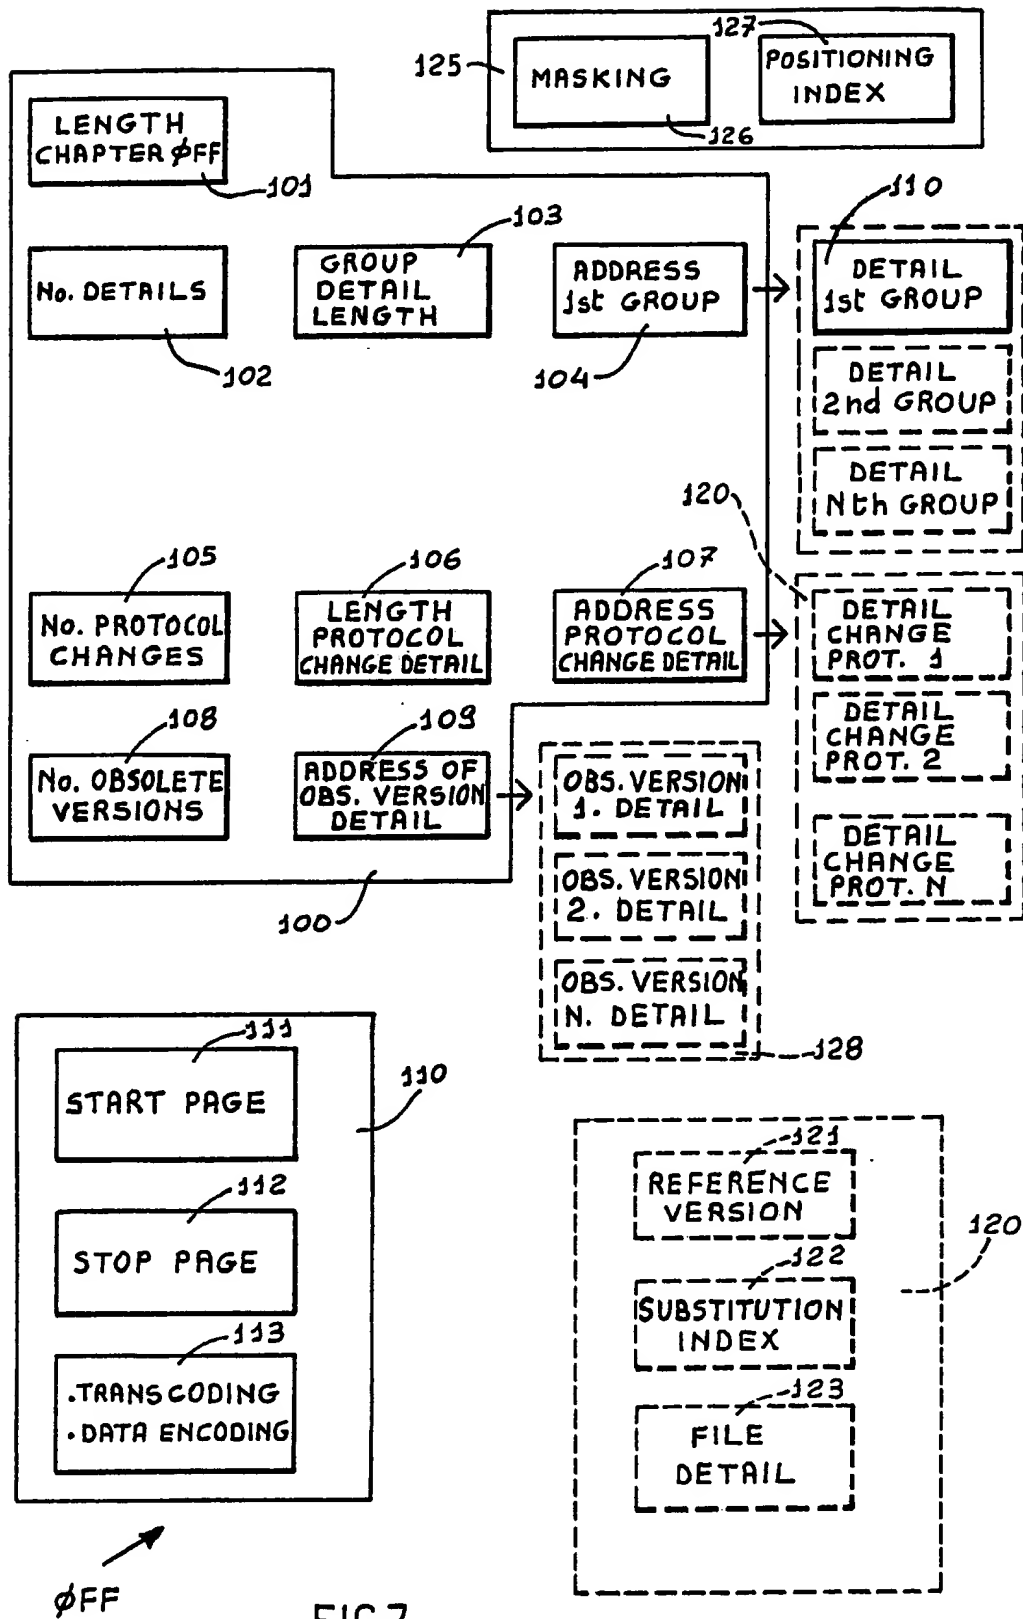 127
125
MASKING
POSITIONING
INDEX
126
LENGTH
CHAPTER ØFF
101
103
110
No. DETAILS
GROUP
DETAIL
LENGTH
ADDRESS
1st GROUP
DETAIL
1st GROUP
102
104
DETAIL
2nd GROUP
DETAIL
Nth GROUP
120
105
106
107
No. PROTOCOL
CHANGES
LENGTH
PROTOCOL
CHANGE DETAIL
ADDRESS
PROTOCOL
CHANGE DETAIL
DETAIL
CHANGE
PROT. 1
108
109
DETAIL
CHANGE
PROT. 2
No. OBSOLETE
VERSIONS
ADDRESS OF
OBS. VERSION
DETAIL
OBS. VERSION
1. DETAIL
DETAIL
CHANGE
PROT. N
100
OBS. VERSION
2. DETAIL
OBS. VERSION
N. DETAIL
128
111
START PAGE
110
112
STOP PAGE
113
.TRANSCODING
.DATA ENCODING
121
REFERENCE
VERSION
120
122
SUBSTITUTION
INDEX
123
FILE
DETAIL
ØFF
FIG.7